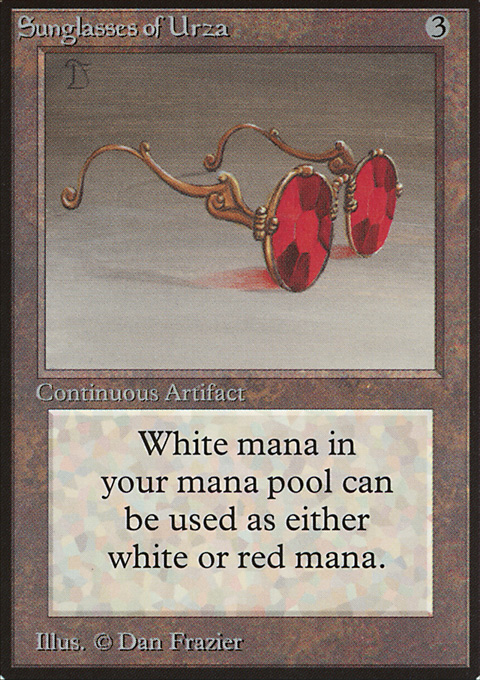 Sunglasses of Urza 3
Continuous Artifact
White mana in
your mana pool can
be used as either
white or red mana.
Illus. © Dan Frazier